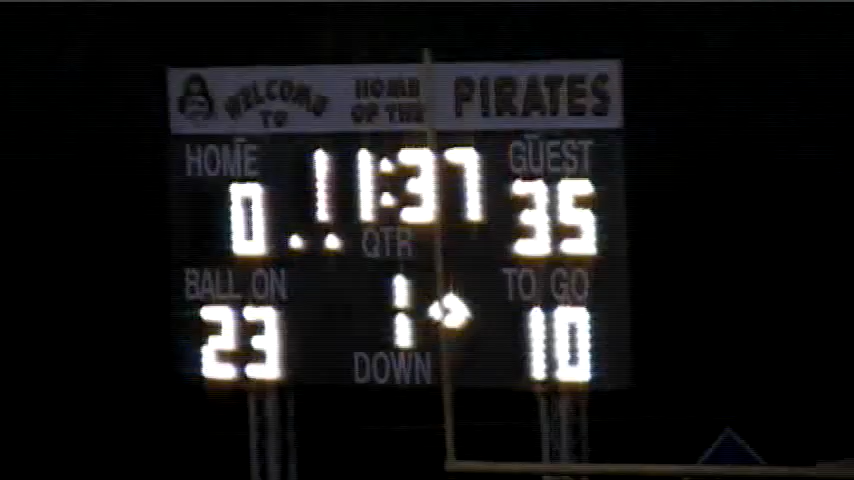 WELCOME TO HOME OF THE PIRATES
HOME 11:37 GUEST
0 QTR 35
BALL ON 1 TO GO
23 DOWN 10